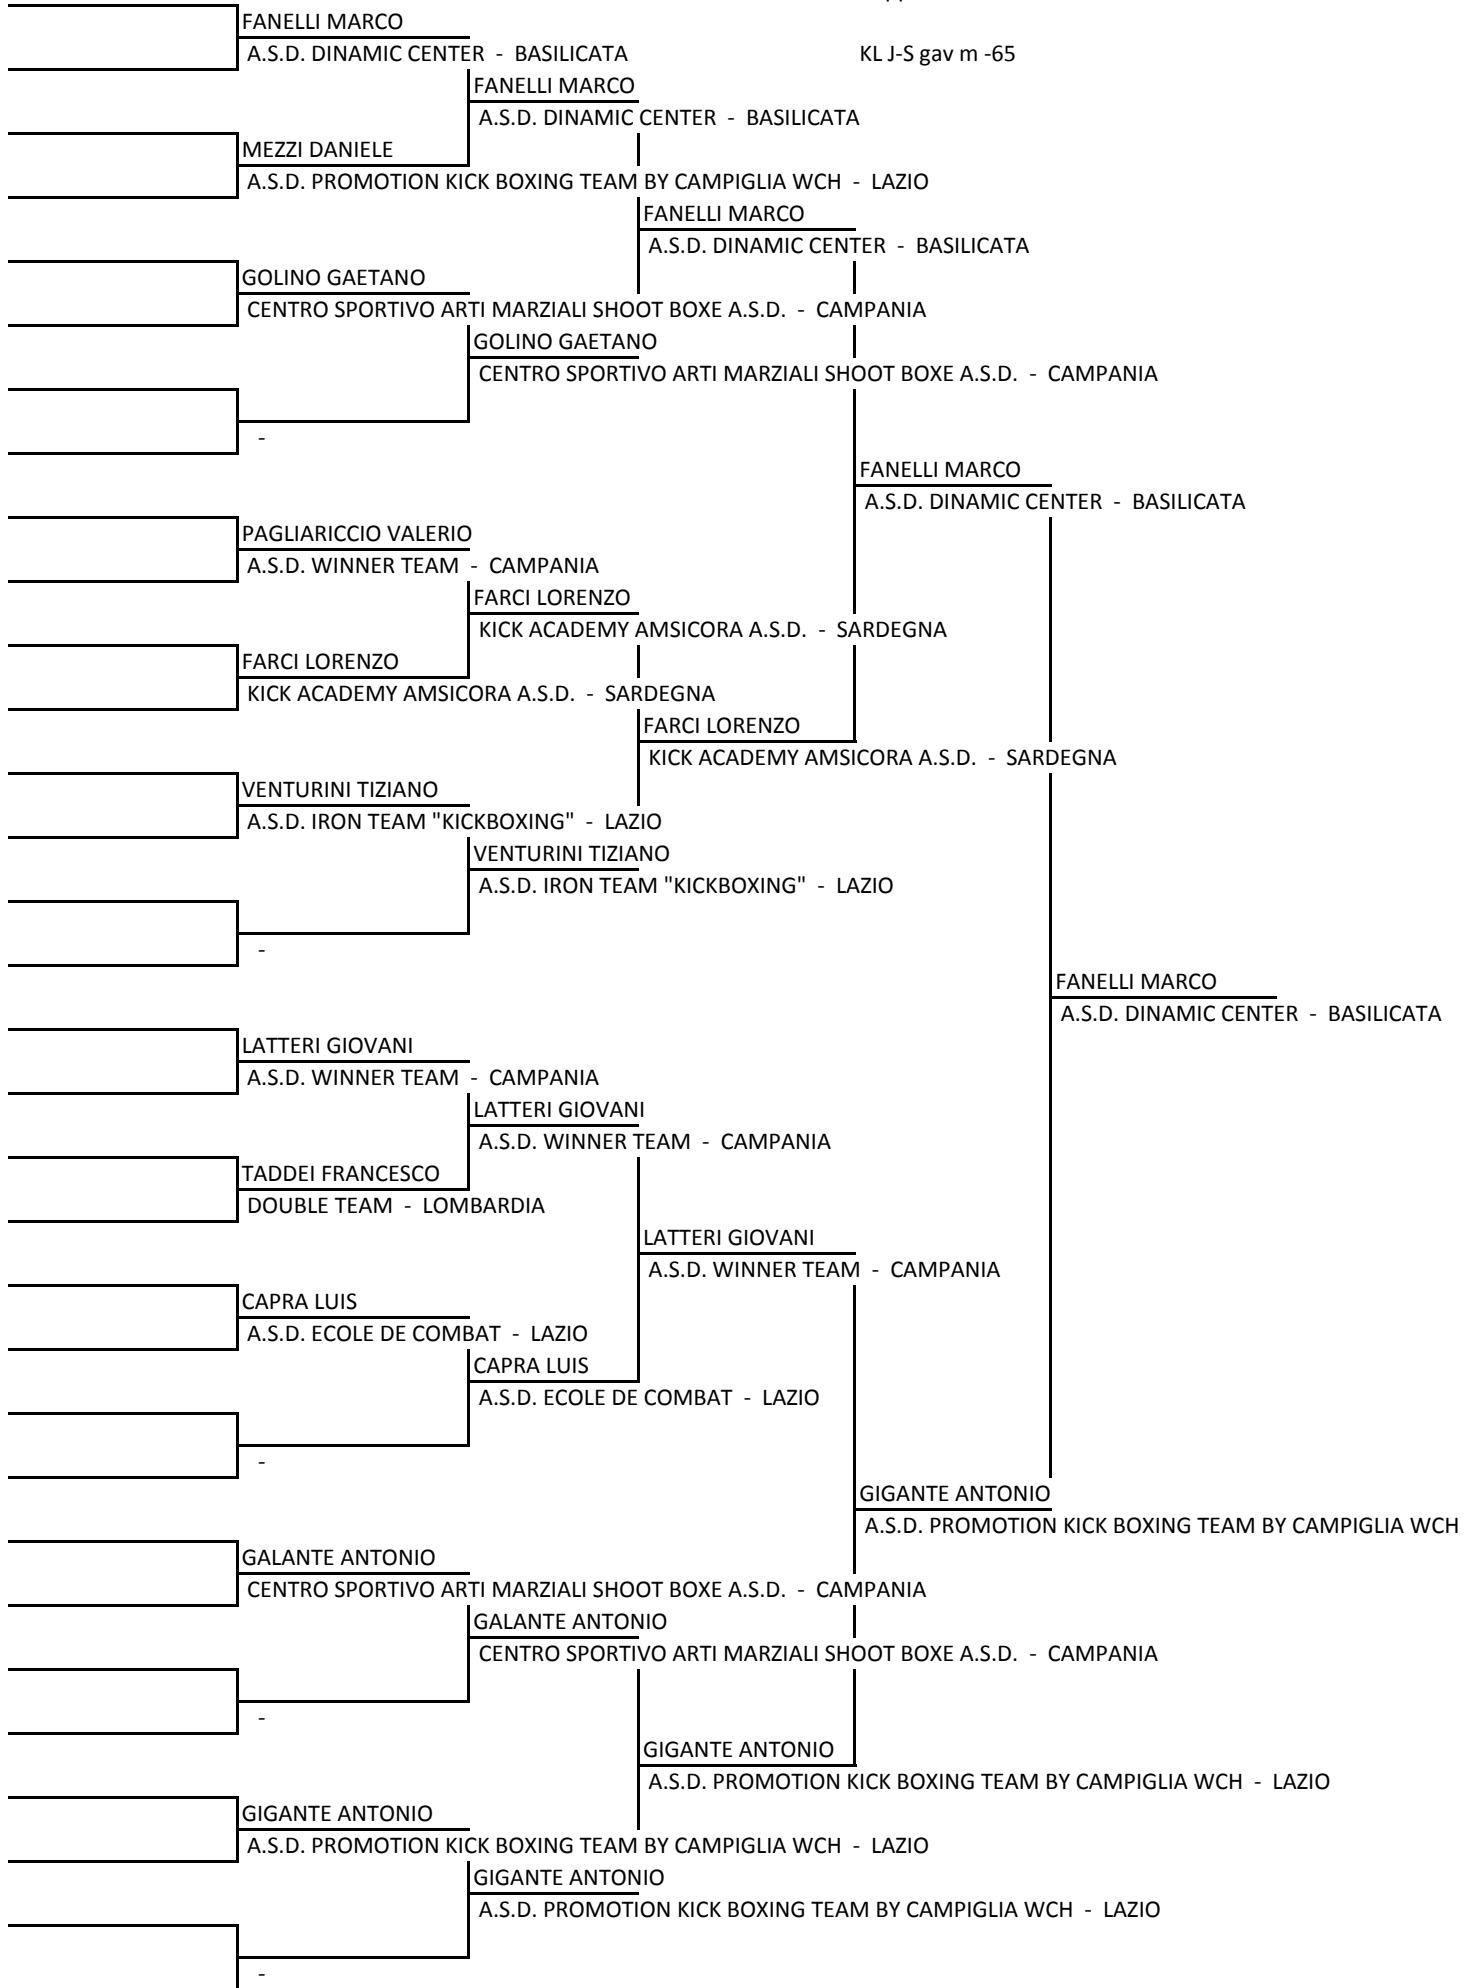 FANELLI MARCO
A.S.D. DINAMIC CENTER - BASILICATA
KL J-S gav m -65
FANELLI MARCO
A.S.D. DINAMIC CENTER - BASILICATA
MEZZI DANIELE
A.S.D. PROMOTION KICK BOXING TEAM BY CAMPIGLIA WCH - LAZIO
FANELLI MARCO
A.S.D. DINAMIC CENTER - BASILICATA
GOLINO GAETANO
CENTRO SPORTIVO ARTI MARZIALI SHOOT BOXE A.S.D. - CAMPANIA
GOLINO GAETANO
CENTRO SPORTIVO ARTI MARZIALI SHOOT BOXE A.S.D. - CAMPANIA
-
FANELLI MARCO
A.S.D. DINAMIC CENTER - BASILICATA
PAGLIARICCIO VALERIO
A.S.D. WINNER TEAM - CAMPANIA
FARCI LORENZO
KICK ACADEMY AMSICORA A.S.D. - SARDEGNA
FARCI LORENZO
KICK ACADEMY AMSICORA A.S.D. - SARDEGNA
FARCI LORENZO
KICK ACADEMY AMSICORA A.S.D. - SARDEGNA
VENTURINI TIZIANO
A.S.D. IRON TEAM "KICKBOXING" - LAZIO
VENTURINI TIZIANO
A.S.D. IRON TEAM "KICKBOXING" - LAZIO
-
FANELLI MARCO
A.S.D. DINAMIC CENTER - BASILICATA
LATTERI GIOVANI
A.S.D. WINNER TEAM - CAMPANIA
LATTERI GIOVANI
A.S.D. WINNER TEAM - CAMPANIA
TADDEI FRANCESCO
DOUBLE TEAM - LOMBARDIA
LATTERI GIOVANI
A.S.D. WINNER TEAM - CAMPANIA
CAPRA LUIS
A.S.D. ECOLE DE COMBAT - LAZIO
CAPRA LUIS
A.S.D. ECOLE DE COMBAT - LAZIO
-
GIGANTE ANTONIO
A.S.D. PROMOTION KICK BOXING TEAM BY CAMPIGLIA WCH
GALANTE ANTONIO
CENTRO SPORTIVO ARTI MARZIALI SHOOT BOXE A.S.D. - CAMPANIA
GALANTE ANTONIO
CENTRO SPORTIVO ARTI MARZIALI SHOOT BOXE A.S.D. - CAMPANIA
-
GIGANTE ANTONIO
A.S.D. PROMOTION KICK BOXING TEAM BY CAMPIGLIA WCH - LAZIO
GIGANTE ANTONIO
A.S.D. PROMOTION KICK BOXING TEAM BY CAMPIGLIA WCH - LAZIO
GIGANTE ANTONIO
A.S.D. PROMOTION KICK BOXING TEAM BY CAMPIGLIA WCH - LAZIO
-